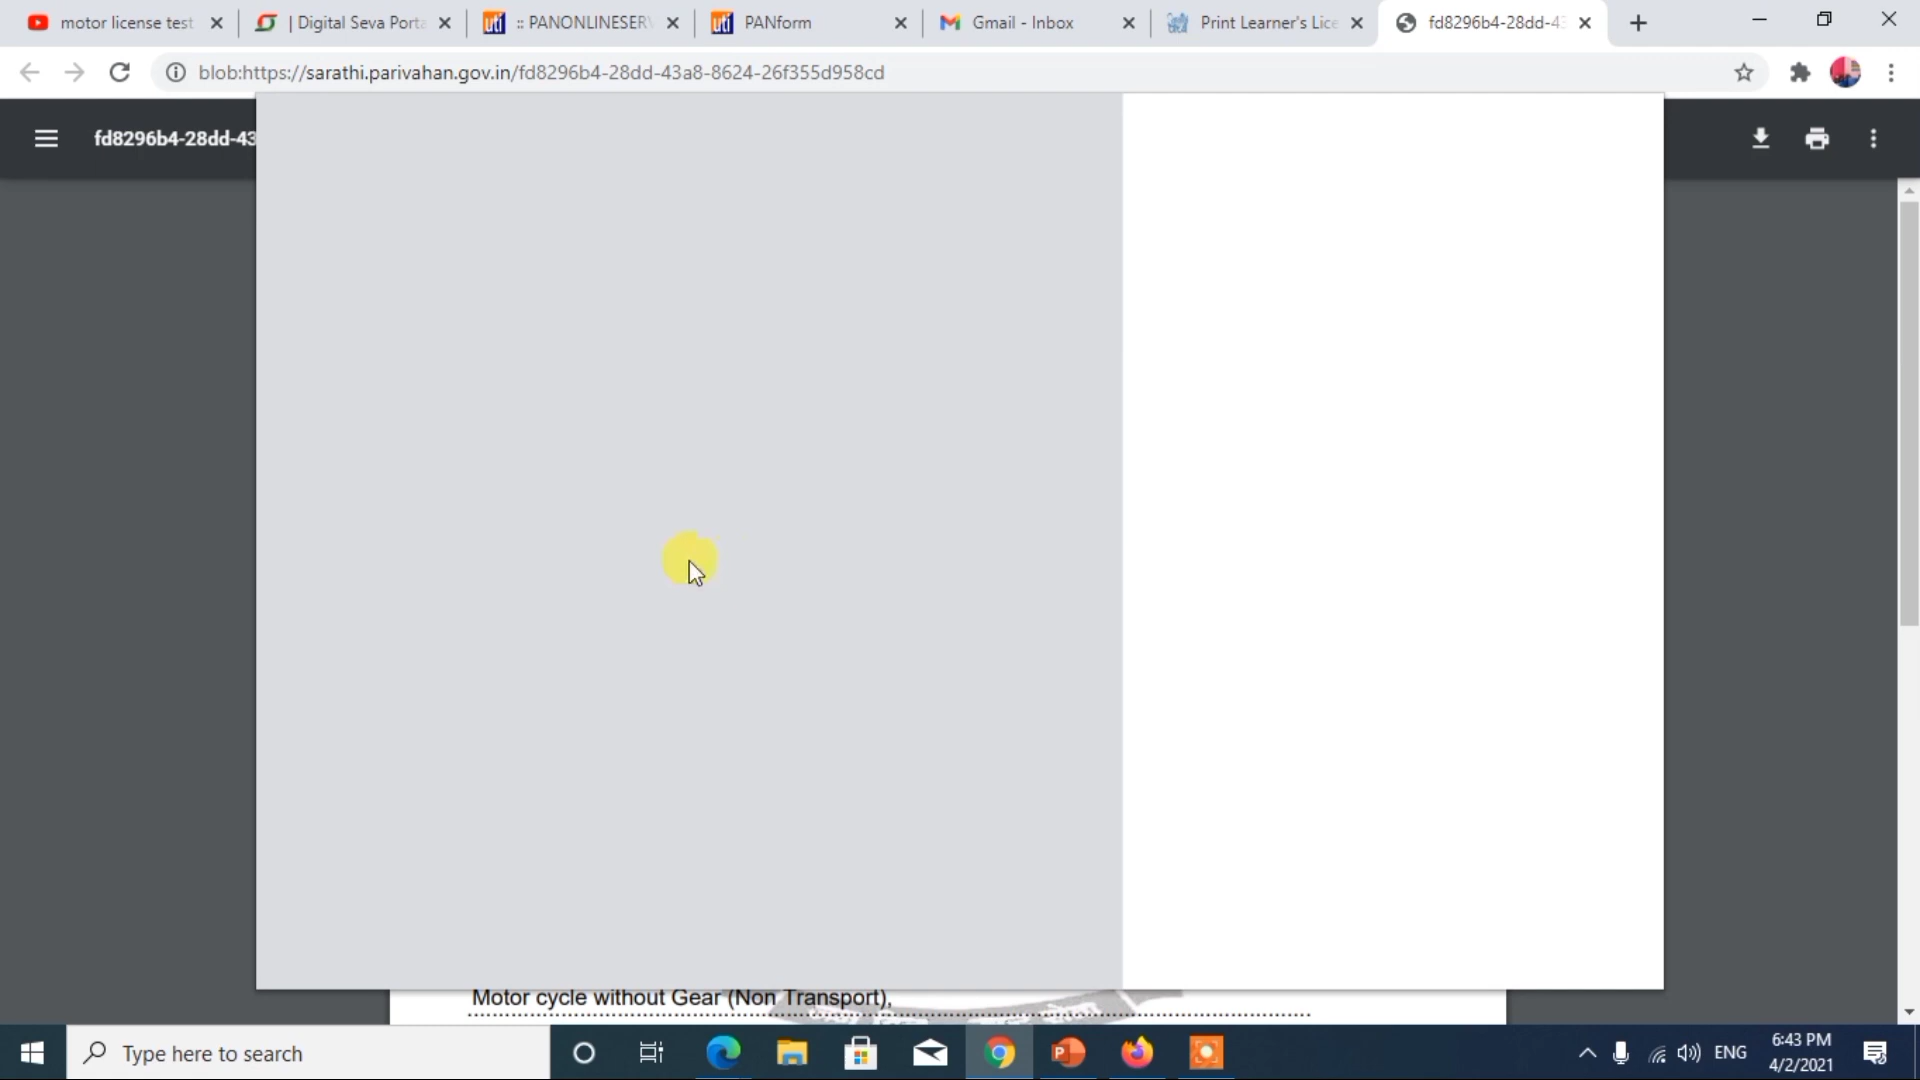 motor license test
| Digital Seva Porta
:: PANONLINESERV
PANform
Gmail - Inbox
Print Learner's Lice
fd8296b4-28dd-43
blob:https://sarathi.parivahan.gov.in/fd8296b4-28dd-43a8-8624-26f355d958cd
fd8296b4-28dd-43
Motor cycle without Gear (Non Transport),
Type here to search
ENG
6:43 PM
4/2/2021